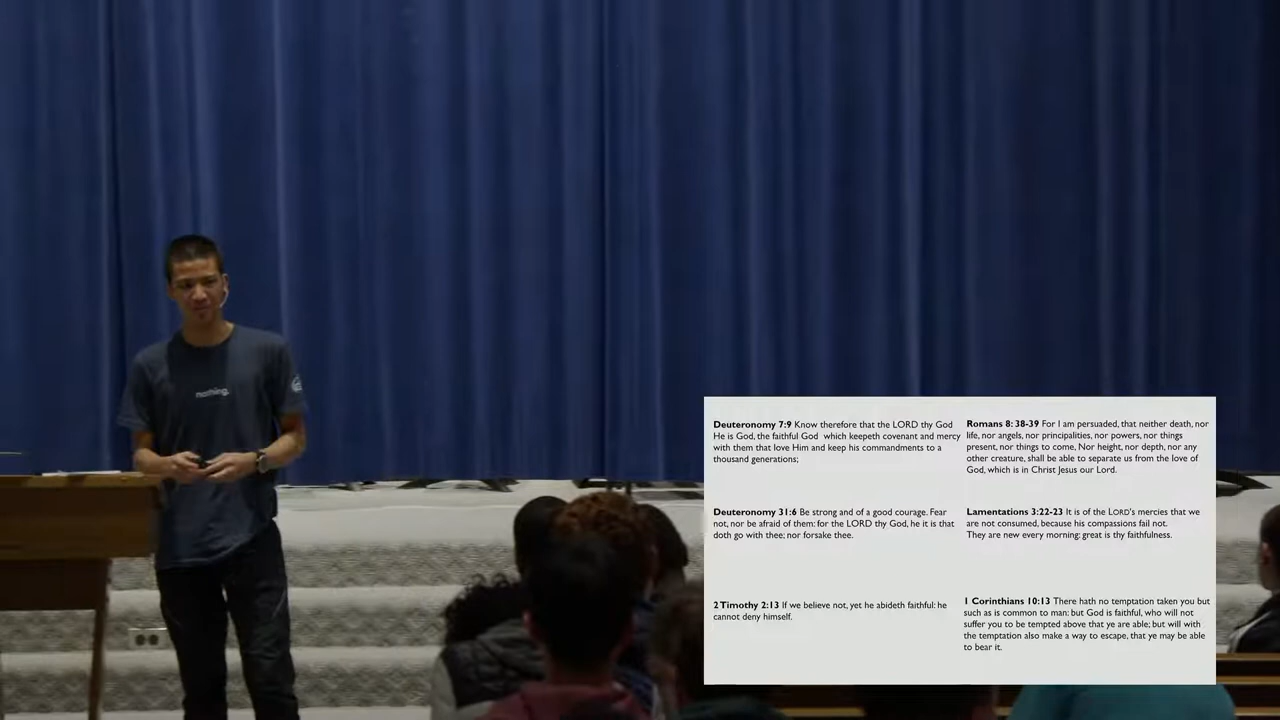 nothing.
Deuteronomy 7:9 Know therefore that the LORD thy God
He is God, the faithful God which keepeth covenant and mercy
with them that love Him and keep his commandments to a
thousand generations;
Deuteronomy 31:6 Be strong and of a good courage. Fear
not, nor be afraid of them: for the LORD thy God, he it is that
doth go with thee; nor forsake thee.
2 Timothy 2:13 If we believe not, yet he abideth faithful: he
cannot deny himself.
Romans 8: 38-39 For I am persuaded, that neither death, nor
life, nor angels, nor principalities, nor powers, nor things
present, nor things to come, Nor height, nor depth, nor any
other creature, shall be able to separate us from the love of
God, which is in Christ Jesus our Lord.
Lamentations 3:22-23 It is of the LORD's mercies that we
are not consumed, because his compassions fail not.
They are new every morning: great is thy faithfulness.
1 Corinthians 10:13 There hath no temptation taken you but
such as is common to man: but God is faithful, who will not
suffer you to be tempted above that ye are able; but will with
the temptation also make a way to escape, that ye may be able
to bear it.